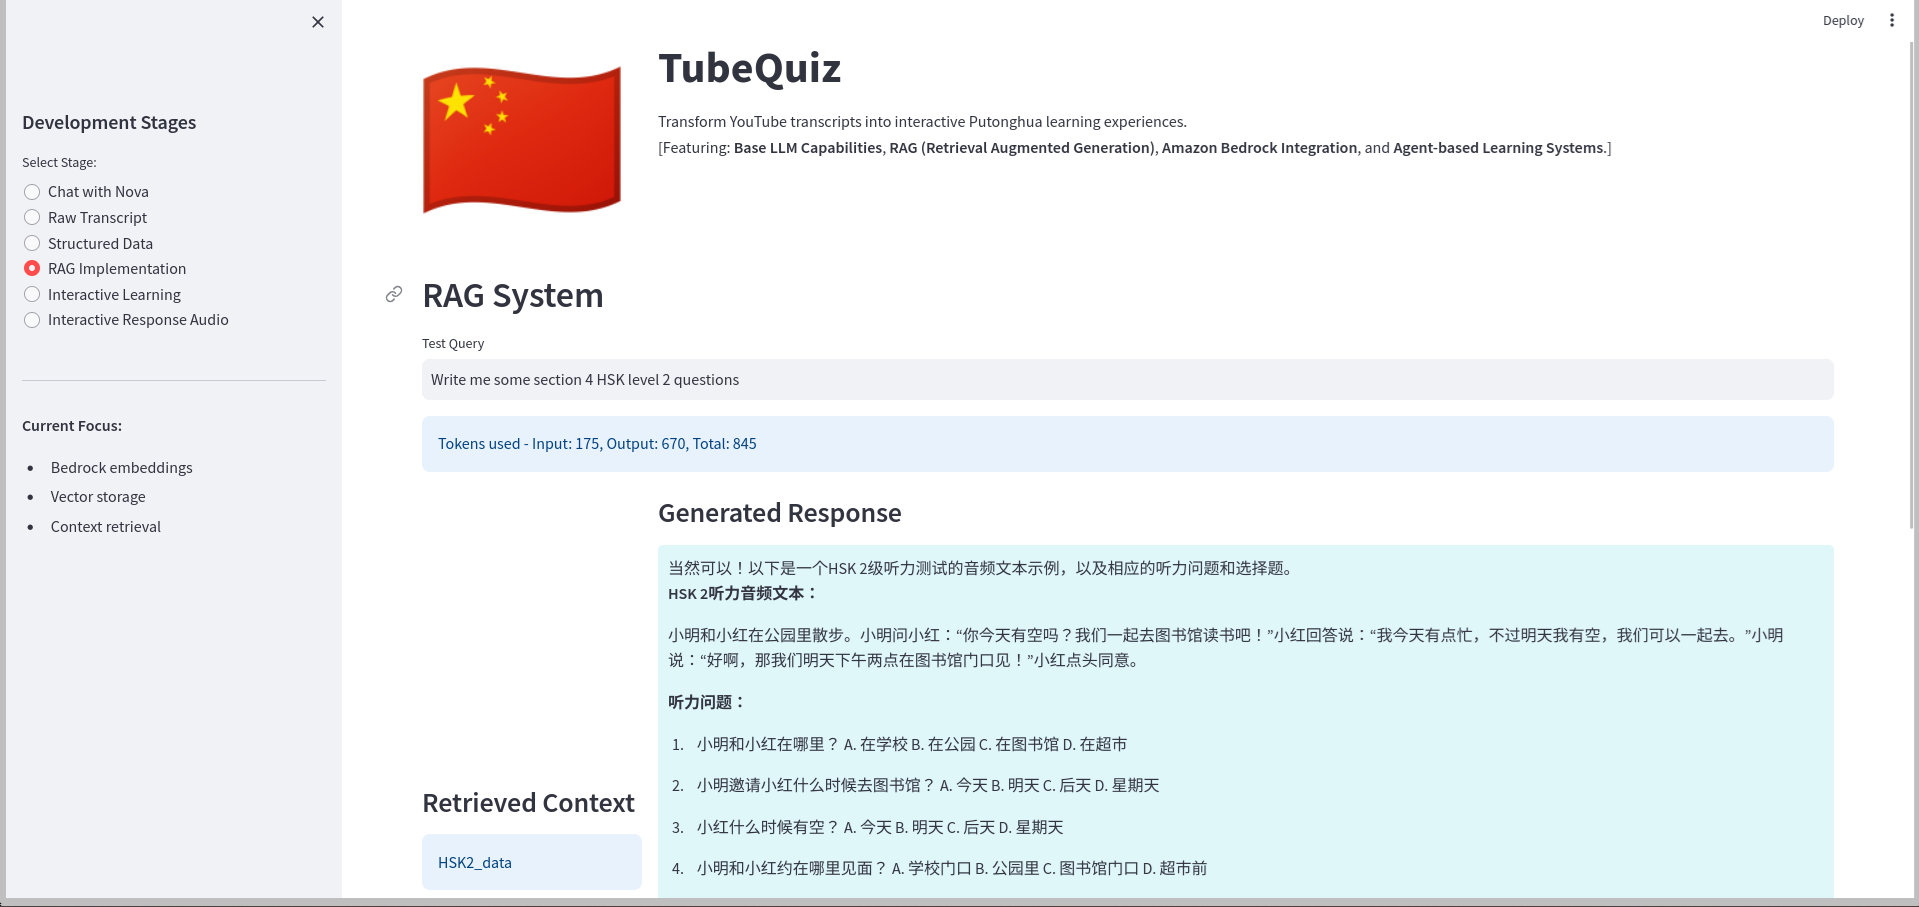 Deploy
Development Stages
Select Stage:
Chat with Nova
Raw Transcript
Structured Data
RAG Implementation
Interactive Learning
Interactive Response Audio
Current Focus:
• Bedrock embeddings
• Vector storage
• Context retrieval
TubeQuiz
Transform YouTube transcripts into interactive Putonghua learning experiences.
[Featuring: Base LLM Capabilities, RAG (Retrieval Augmented Generation), Amazon Bedrock Integration, and Agent-based Learning Systems.]
RAG System
Test Query
Write me some section 4 HSK level 2 questions
Tokens used - Input: 175, Output: 670, Total: 845
Retrieved Context
HSK2_data
Generated Response
当然可以！以下是一个HSK 2级听力测试的音频文本示例，以及相应的听力问题和选择题。
HSK 2听力音频文本：
小明和小红在公园里散步。小明问小红：“你今天有空吗？我们一起去图书馆读书吧！”小红回答说：“我今天有点忙，不过明天我有空，我们可以一起去。”小明
说：“好啊，那我们明天下午两点在图书馆门口见！”小红点头同意。
听力问题：
1. 小明和小红在哪里？ A. 在学校 B. 在公园 C. 在图书馆 D. 在超市
2. 小明邀请小红什么时候去图书馆？ A. 今天 B. 明天 C. 后天 D. 星期天
3. 小红什么时候有空？ A. 今天 B. 明天 C. 后天 D. 星期天
4. 小明和小红约在哪里见面？ A. 学校门口 B. 公园里 C. 图书馆门口 D. 超市前